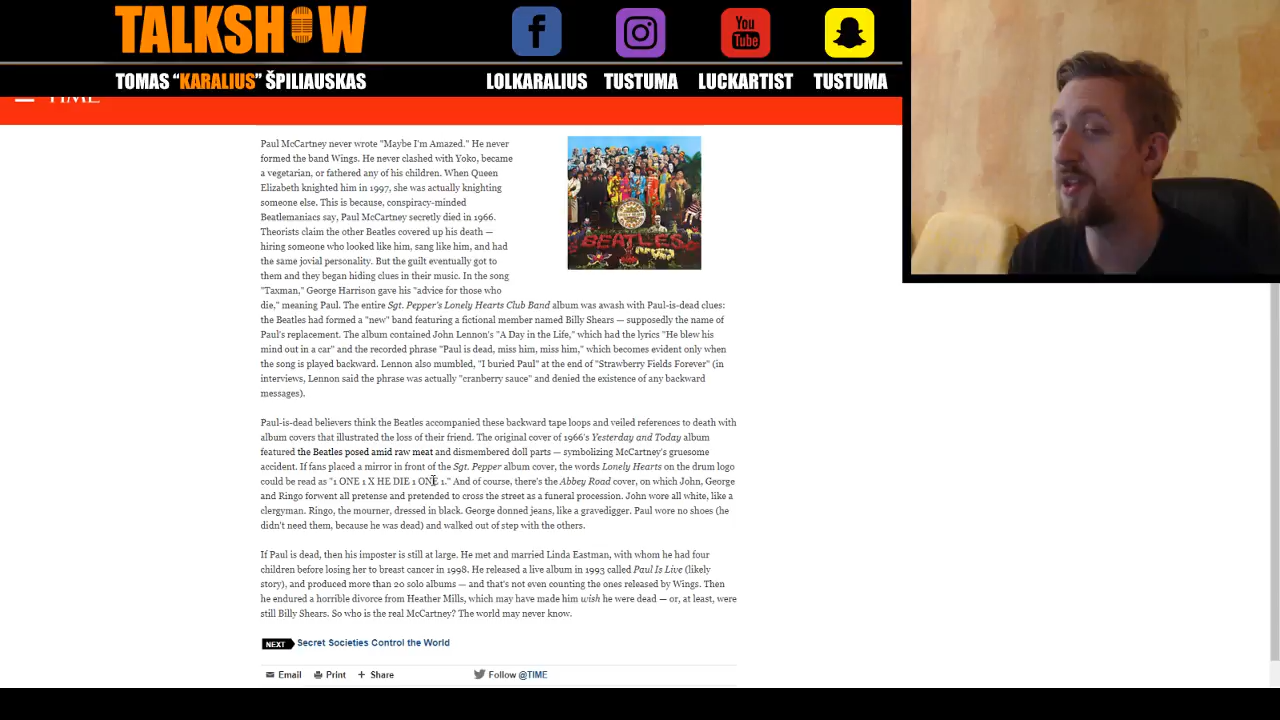 TALKSHOW
TOMAS "KARALIUS" ŠPILIAUSKAS
LOLKARALIUS
TUSTUMA
You
Tube
LUCKARTIST
TUSTUMA
TIME
Paul McCartney never wrote "Maybe I'm Amazed." He never
formed the band Wings. He never clashed with Yoko, became
a vegetarian, or fathered any of his children. When Queen
Elizabeth knighted him in 1997, she was actually knighting
someone else. This is because, conspiracy-minded
Beatlemaniacs say, Paul McCartney secretly died in 1966.
Theorists claim the other Beatles covered up his death —
hiring someone who looked like him, sang like him, and had
the same jovial personality. But the guilt eventually got to
them and they began hiding clues in their music. In the song
"Taxman," George Harrison gave his "advice for those who
die," meaning Paul. The entire Sgt. Pepper's Lonely Hearts Club Band album was awash with Paul-is-dead clues:
the Beatles had formed a "new" band featuring a fictional member named Billy Shears — supposedly the name of
Paul's replacement. The album contained John Lennon's "A Day in the Life," which had the lyrics "He blew his
mind out in a car" and the recorded phrase "Paul is dead, miss him, miss him," which becomes evident only when
the song is played backward. Lennon also mumbled, "I buried Paul" at the end of "Strawberry Fields Forever" (in
interviews, Lennon said the phrase was actually "cranberry sauce" and denied the existence of any backward
messages).
BEATLES
Paul-is-dead believers think the Beatles accompanied these backward tape loops and veiled references to death with
album covers that illustrated the loss of their friend. The original cover of 1966's Yesterday and Today album
featured the Beatles posed amid raw meat and dismembered doll parts — symbolizing McCartney's gruesome
accident. If fans placed a mirror in front of the Sgt. Pepper album cover, the words Lonely Hearts on the drum logo
could be read as "1 ONE 1 X HE DIE 1 ONE 1." And of course, there's the Abbey Road cover, on which John, George
and Ringo forwent all pretense and pretended to cross the street as a funeral procession. John wore all white, like a
clergyman. Ringo, the mourner, dressed in black. George donned jeans, like a gravedigger. Paul wore no shoes (he
didn't need them, because he was dead) and walked out of step with the others.
If Paul is dead, then his imposter is still at large. He met and married Linda Eastman, with whom he had four
children before losing her to breast cancer in 1998. He released a live album in 1993 called Paul Is Live (likely
story), and produced more than 20 solo albums — and that's not even counting the ones released by Wings. Then
he endured a horrible divorce from Heather Mills, which may have made him wish he were dead — or, at least, were
still Billy Shears. So who is the real McCartney? The world may never know.
NEXT Secret Societies Control the World
Email Print + Share Follow @TIME